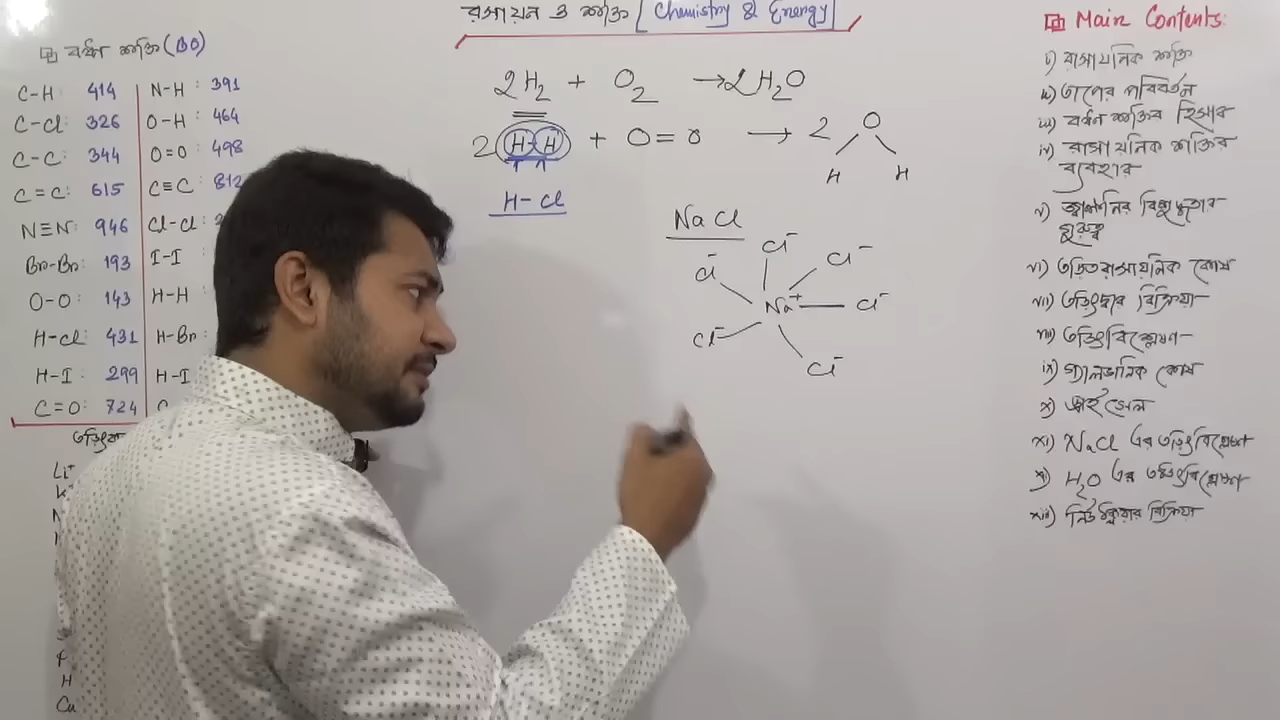 রসায়ন ও শক্তি [Chemistry & Energy]
বন্ধন শক্তি (BD)
C-H: 414
C-Cl: 326
C-C: 344
C=C: 615
N≡N: 946
Br-Br: 193
O-O: 143
H-Cl: 431
H-I: 299
C=O: 724
N-H: 391
O-H: 464
O=O: 498
C≡C: 812
Cl-Cl:
I-I
H-H
H-Br:
H-I
H
Cu
2H₂ + O₂ → 2H₂O
2 H-H + O=O → 2 O
H H
H-Cl
NaCl
Cl⁻
Cl⁻ Cl⁻
Na⁺ Cl⁻
Cl⁻
Cl⁻
Main Contents:
i) রাসায়নিক শক্তি
ii) তাপের পরিবর্তন
iii) বন্ধন শক্তির হিসাব
iv) রাসায়নিক শক্তির
ব্যবহার
v) জ্বালানির বিশুদ্ধতার
গুরুত্ব
vi) তড়িৎরাসায়নিক কোষ
vii) তড়িৎদ্বার বিক্রিয়া
viii) তড়িৎবিশ্লেষণ
ix) গ্যালভানিক কোষ
x) ড্রাই সেল
xi) NaCl এর তড়িৎবিশ্লেষণ
xii) H₂O এর তড়িৎবিশ্লেষণ
xiii) নিউক্লিয়ার বিক্রিয়া